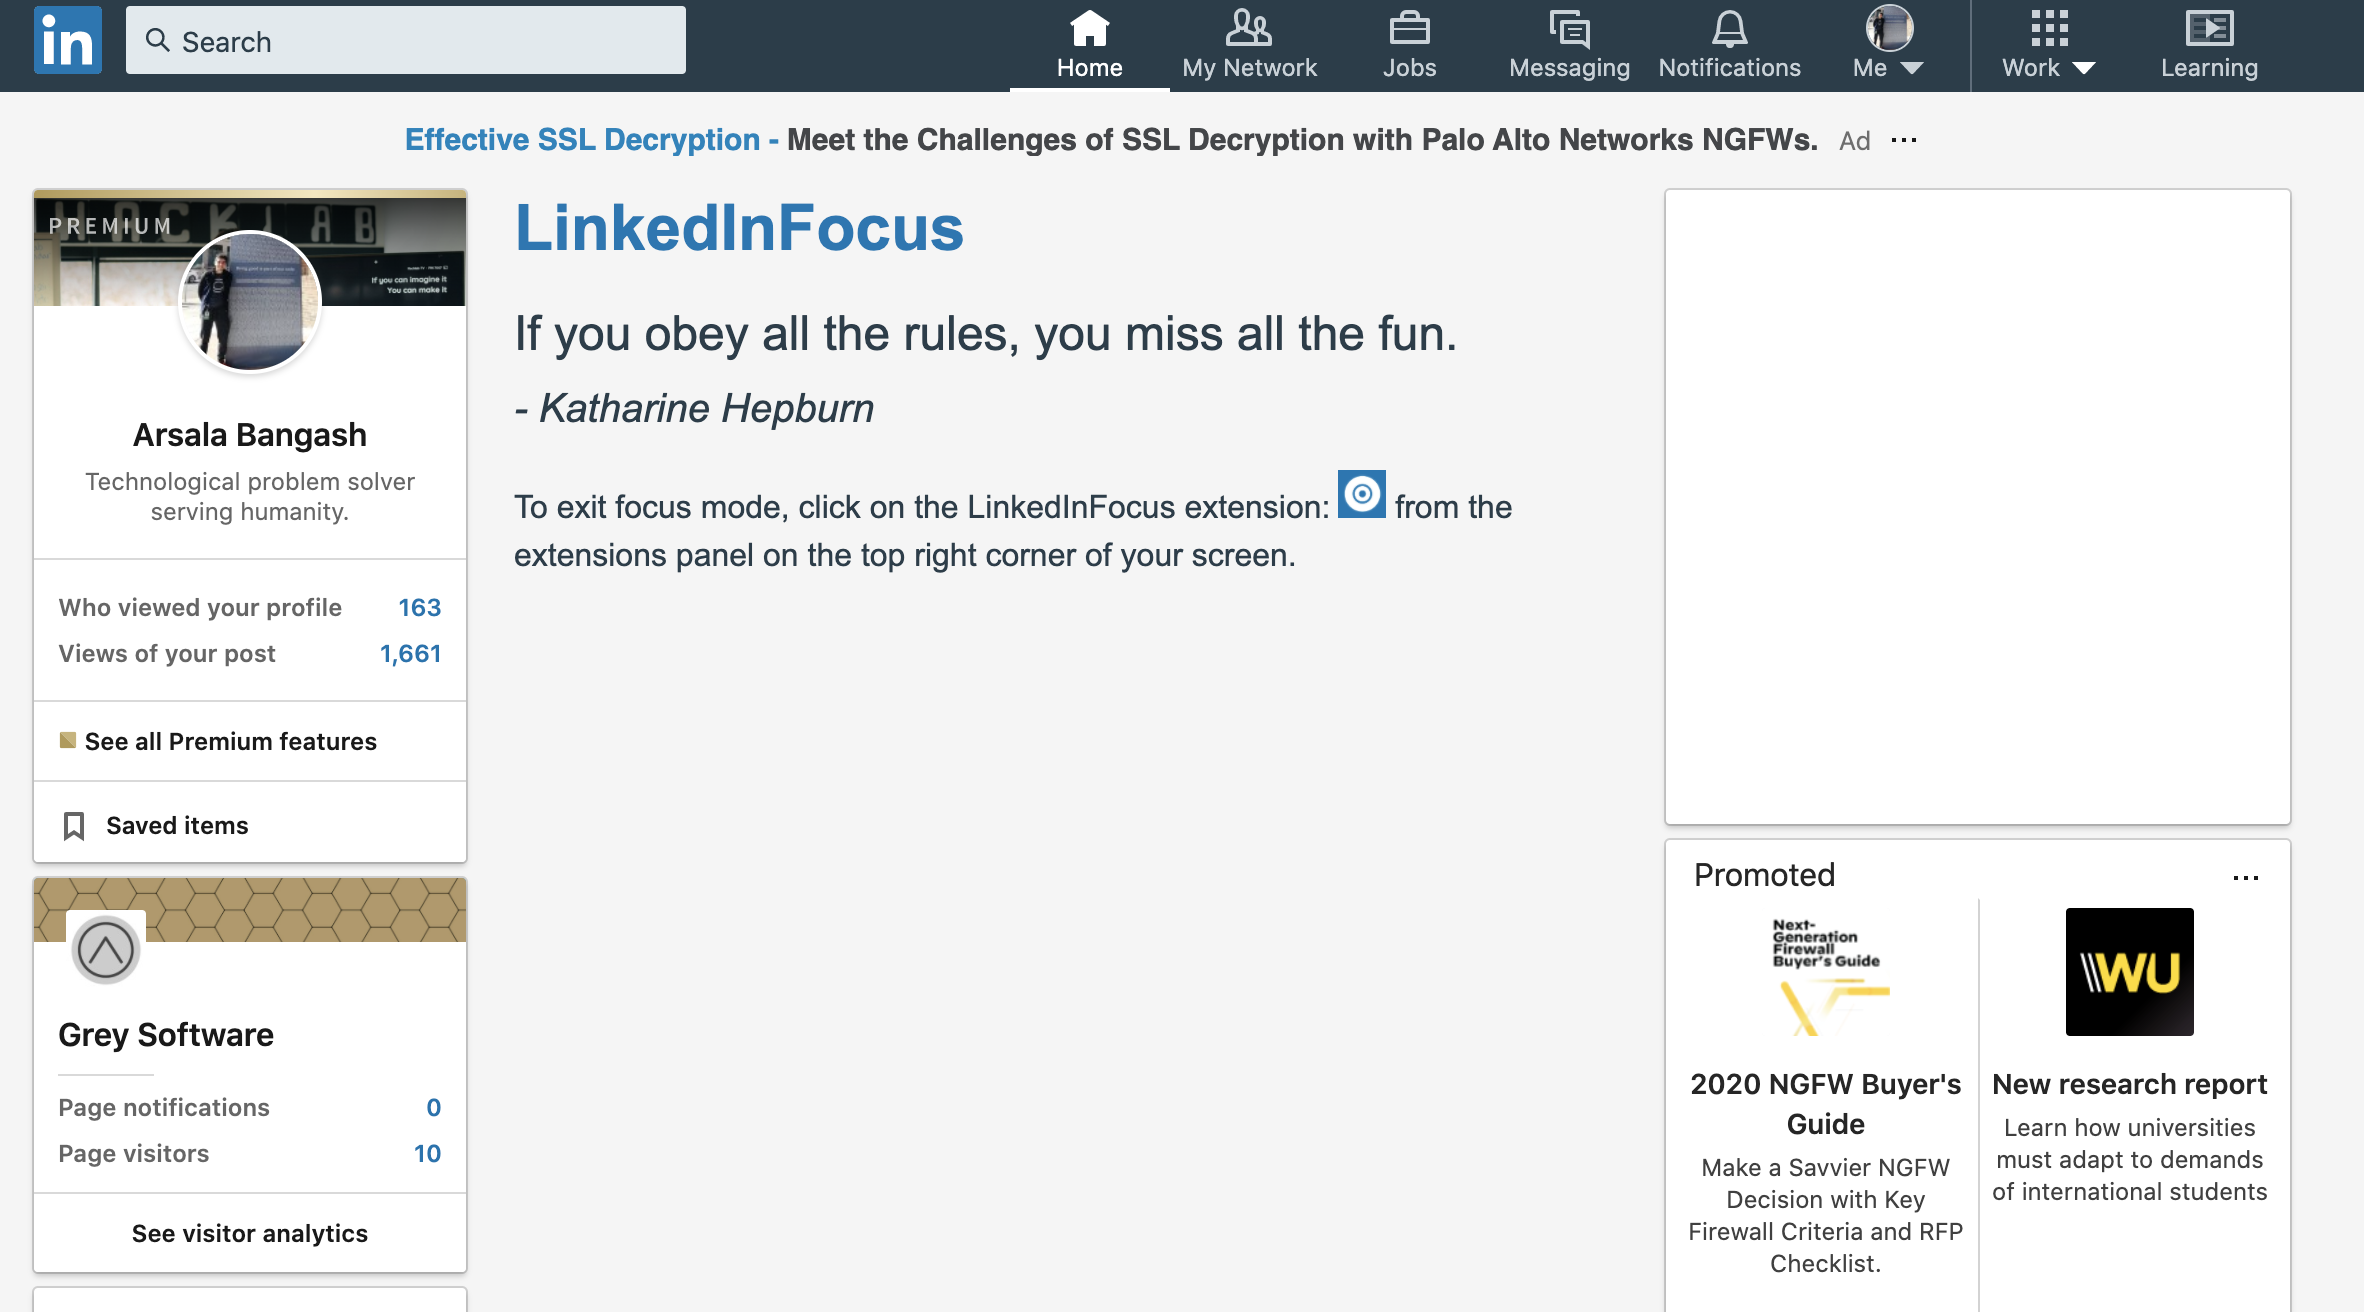 in
Search
Home
My Network
Jobs
Messaging
Notifications
Me
Work
Learning
Effective SSL Decryption - Meet the Challenges of SSL Decryption with Palo Alto Networks NGFWs. Ad ...
PREMIUM
HACKLAB
If you can imagine it
You can make it
Arsala Bangash
Technological problem solver
serving humanity.
Who viewed your profile 163
Views of your post 1,661
See all Premium features
Saved items
Grey Software
Page notifications 0
Page visitors 10
See visitor analytics
LinkedInFocus
If you obey all the rules, you miss all the fun.
- Katharine Hepburn
To exit focus mode, click on the LinkedInFocus extension: from the
extensions panel on the top right corner of your screen.
Promoted ...
Next-
Generation
Firewall
Buyer's Guide
2020 NGFW Buyer's
Guide
Make a Savvier NGFW
Decision with Key
Firewall Criteria and RFP
Checklist.
WU
New research report
Learn how universities
must adapt to demands
of international students